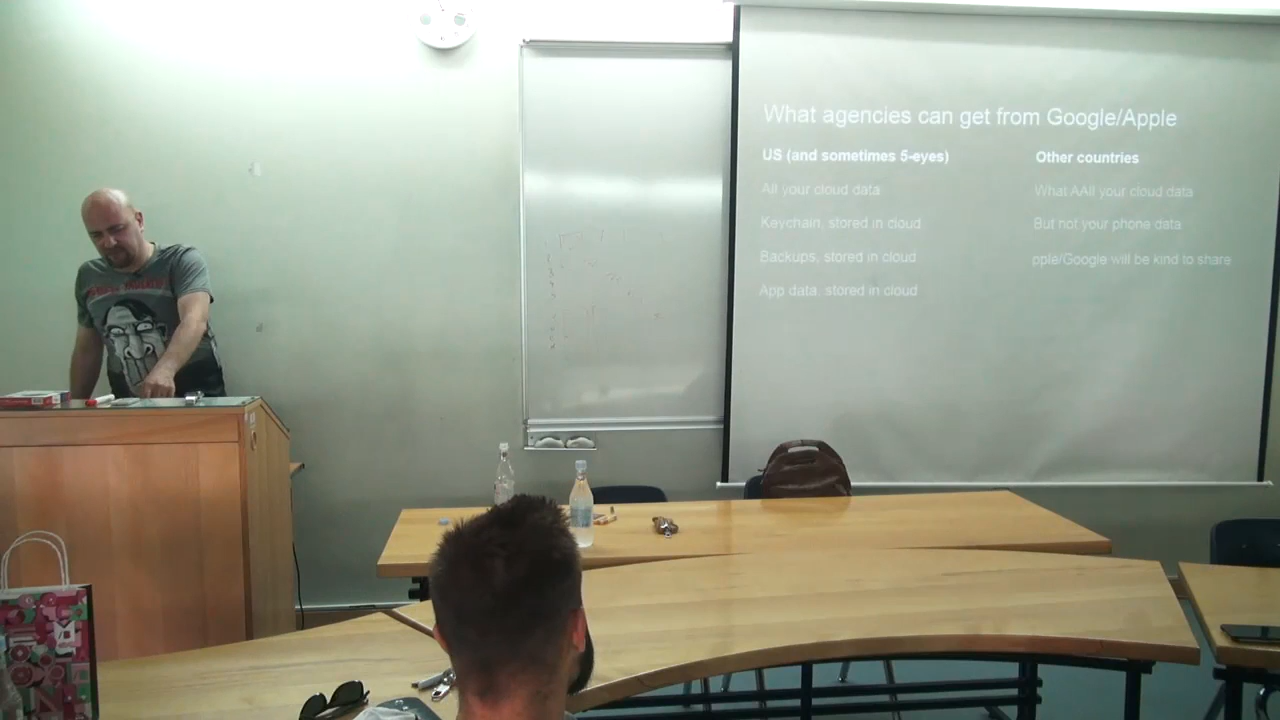 What agencies can get from Google/Apple
US (and sometimes 5-eyes)
All your cloud data
Keychain, stored in cloud
Backups, stored in cloud
App data, stored in cloud
Other countries
What AAll your cloud data
But not your phone data
pple/Google will be kind to share